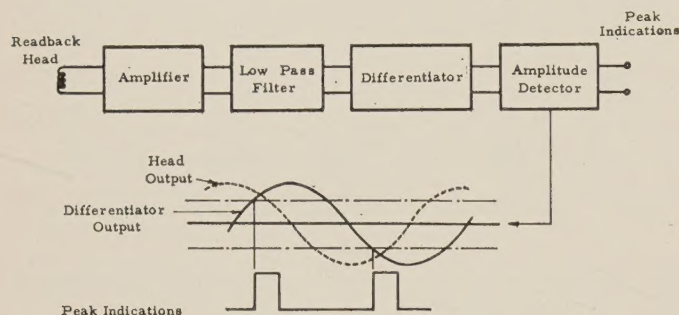 Peak
Indications
Readback
Head
Amplifier
Low Pass
Filter
Differentiator
Amplitude
Detector
Head
Output
Differentiator
Output
Peak Indications